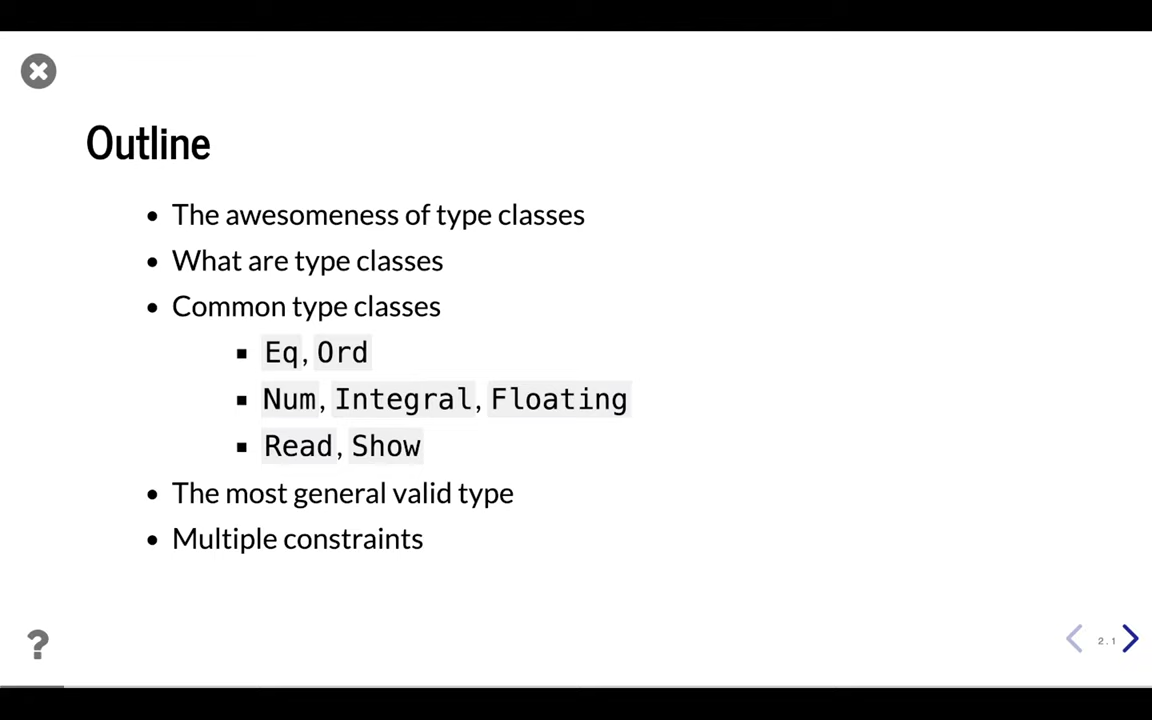 Outline
The awesomeness of type classes
What are type classes
Common type classes
Eq, Ord
Num, Integral, Floating
Read, Show
The most general valid type
Multiple constraints
?
2.1